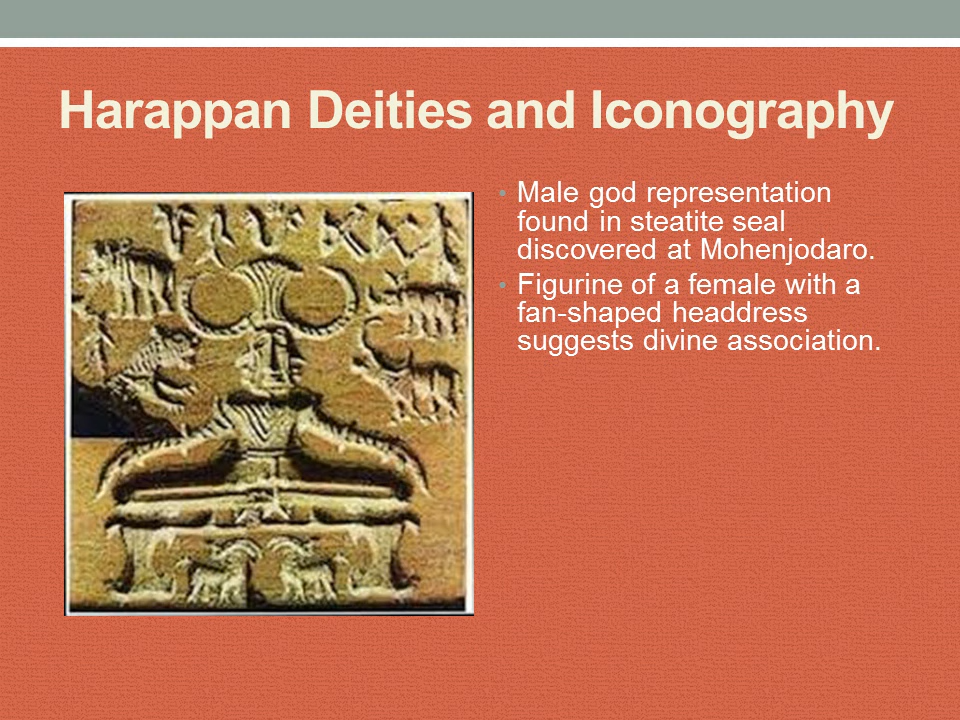 Harappan Deities and Iconography
• Male god representation
found in steatite seal
discovered at Mohenjodaro.
• Figurine of a female with a
fan-shaped headdress
suggests divine association.